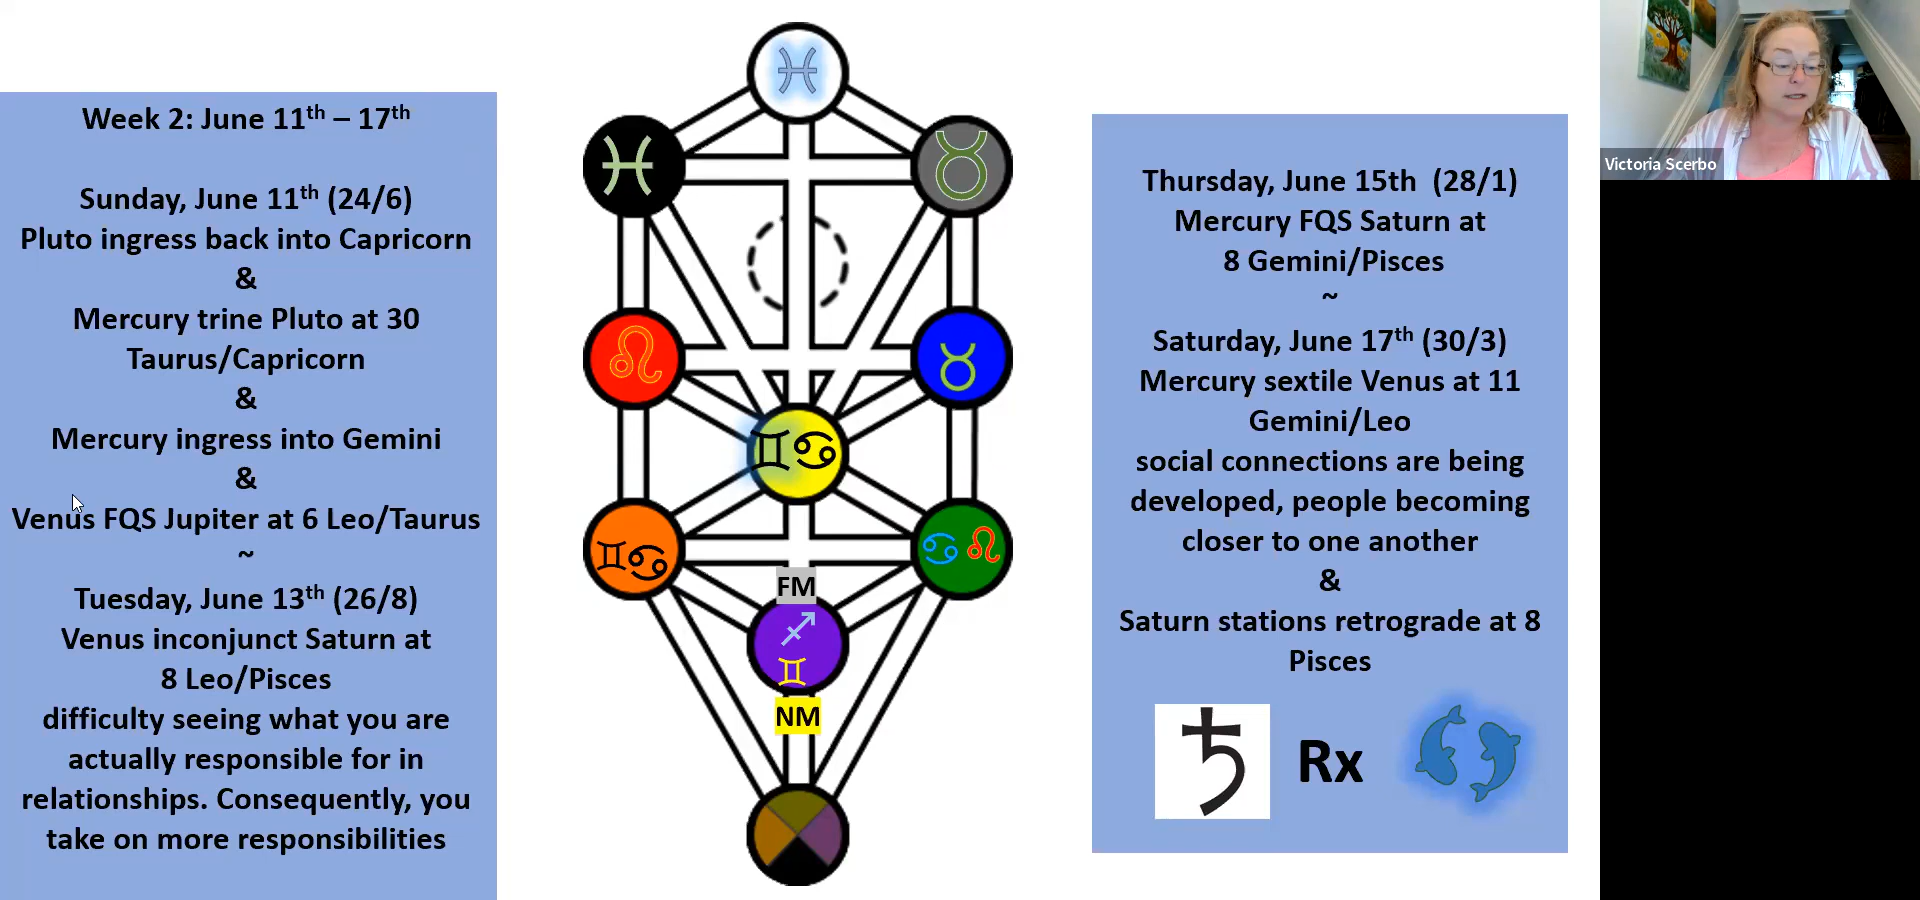 Week 2: June 11th – 17th
Sunday, June 11th (24/6)
Pluto ingress back into Capricorn
&
Mercury trine Pluto at 30
Taurus/Capricorn
&
Mercury ingress into Gemini
&
Venus FQS Jupiter at 6 Leo/Taurus
~
Tuesday, June 13th (26/8)
Venus inconjunct Saturn at
8 Leo/Pisces
difficulty seeing what you are
actually responsible for in
relationships. Consequently, you
take on more responsibilities
♓
♓
♉
♌
♉
♊♋
♊♋
♋♌
FM
♐
♊
NM
Thursday, June 15th (28/1)
Mercury FQS Saturn at
8 Gemini/Pisces
~
Saturday, June 17th (30/3)
Mercury sextile Venus at 11
Gemini/Leo
social connections are being
developed, people becoming
closer to one another
&
Saturn stations retrograde at 8
Pisces
♄ Rx
Victoria Scerbo